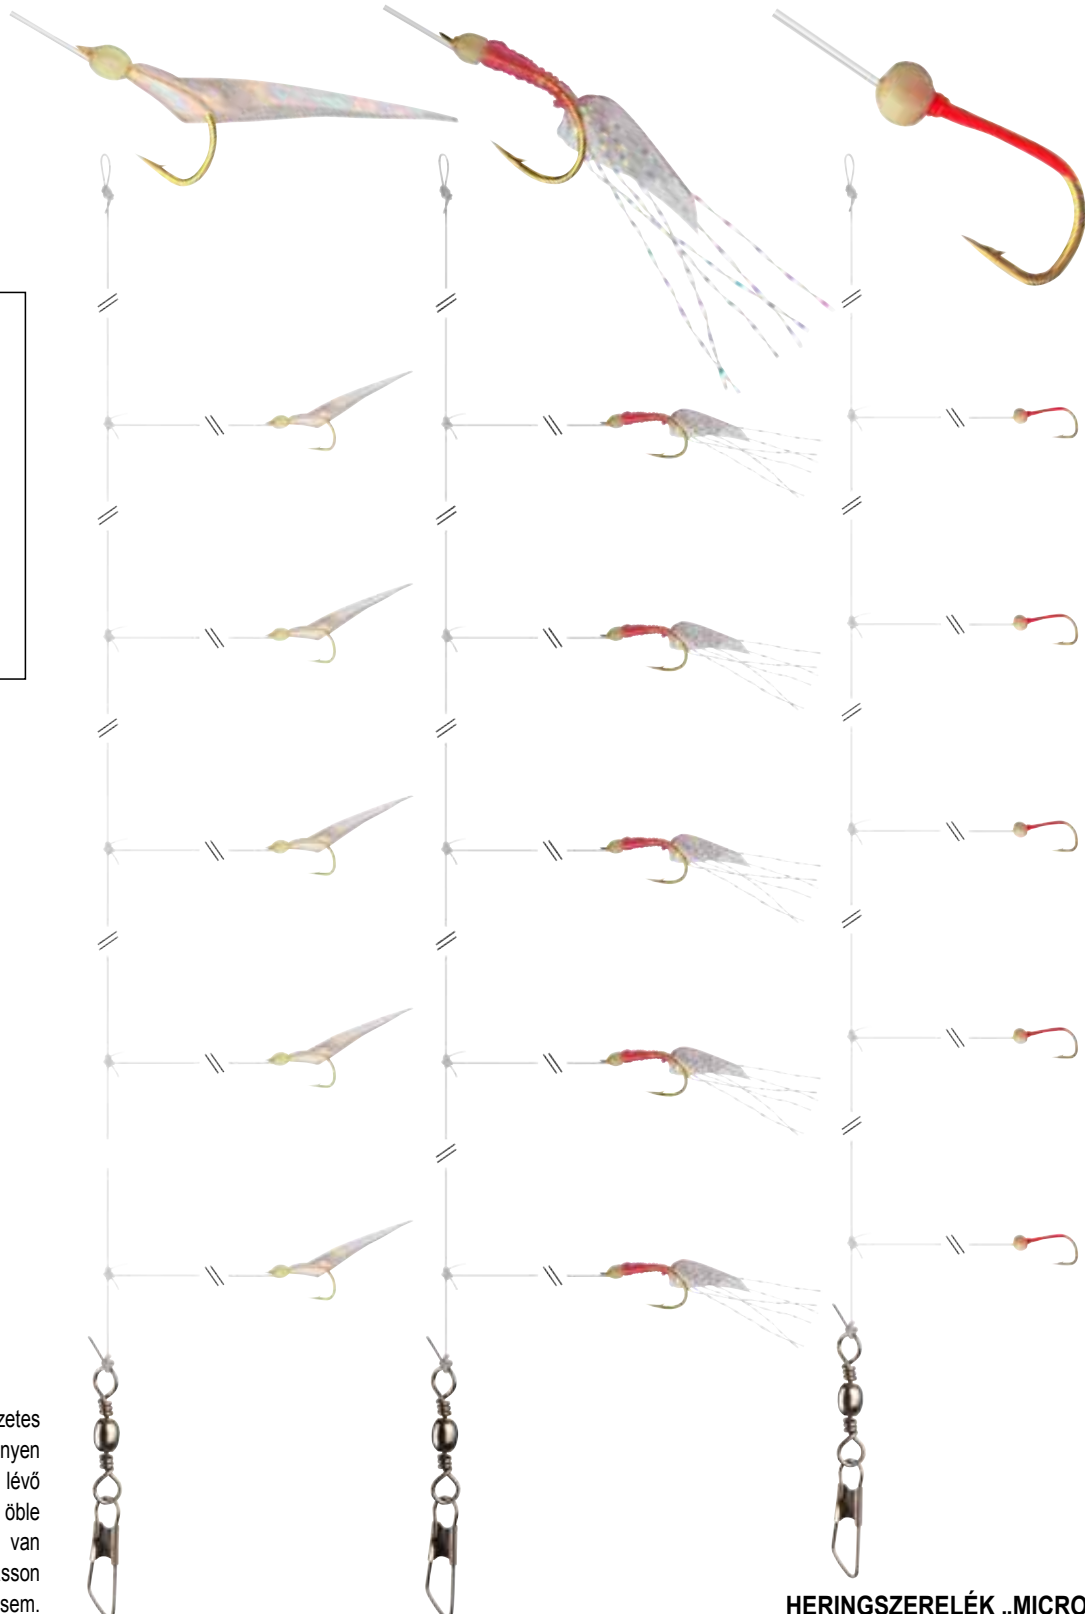 zetes
nyen
lévő
öble
van
sson
sem.
HERINGSZERELÉK „MICRO